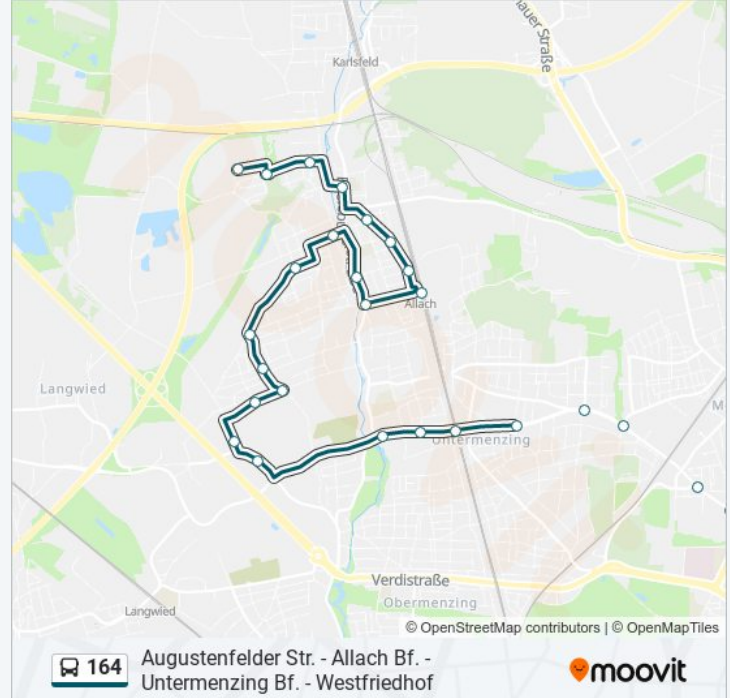 nauer Straße
Karlsfeld
Allach
Langwied
M
Untermenzing
Verdistraße
Obermenzing
Langwied
© OpenStreetMap contributors | © OpenMapTiles
164
Augustenfelder Str. - Allach Bf. -
Untermenzing Bf. - Westfriedhof
moovit